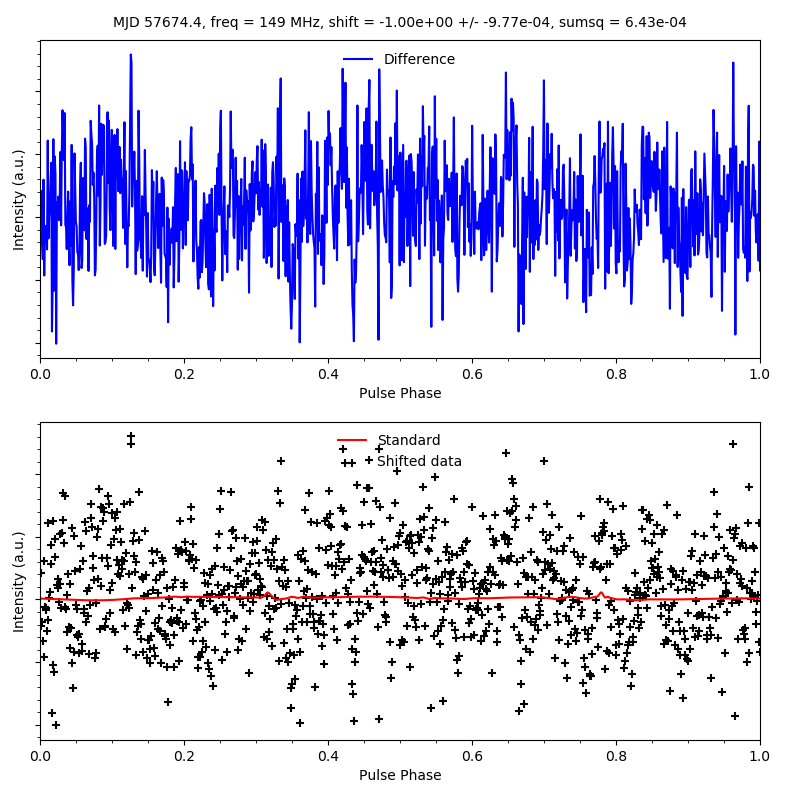 MJD 57674.4, freq = 149 MHz, shift = -1.00e+00 +/- -9.77e-04, sumsq = 6.43e-04
Difference
Intensity (a.u.)
0.0 0.2 0.4 0.6 0.8 1.0
Pulse Phase
Standard
Shifted data
Intensity (a.u.)
0.0 0.2 0.4 0.6 0.8 1.0
Pulse Phase